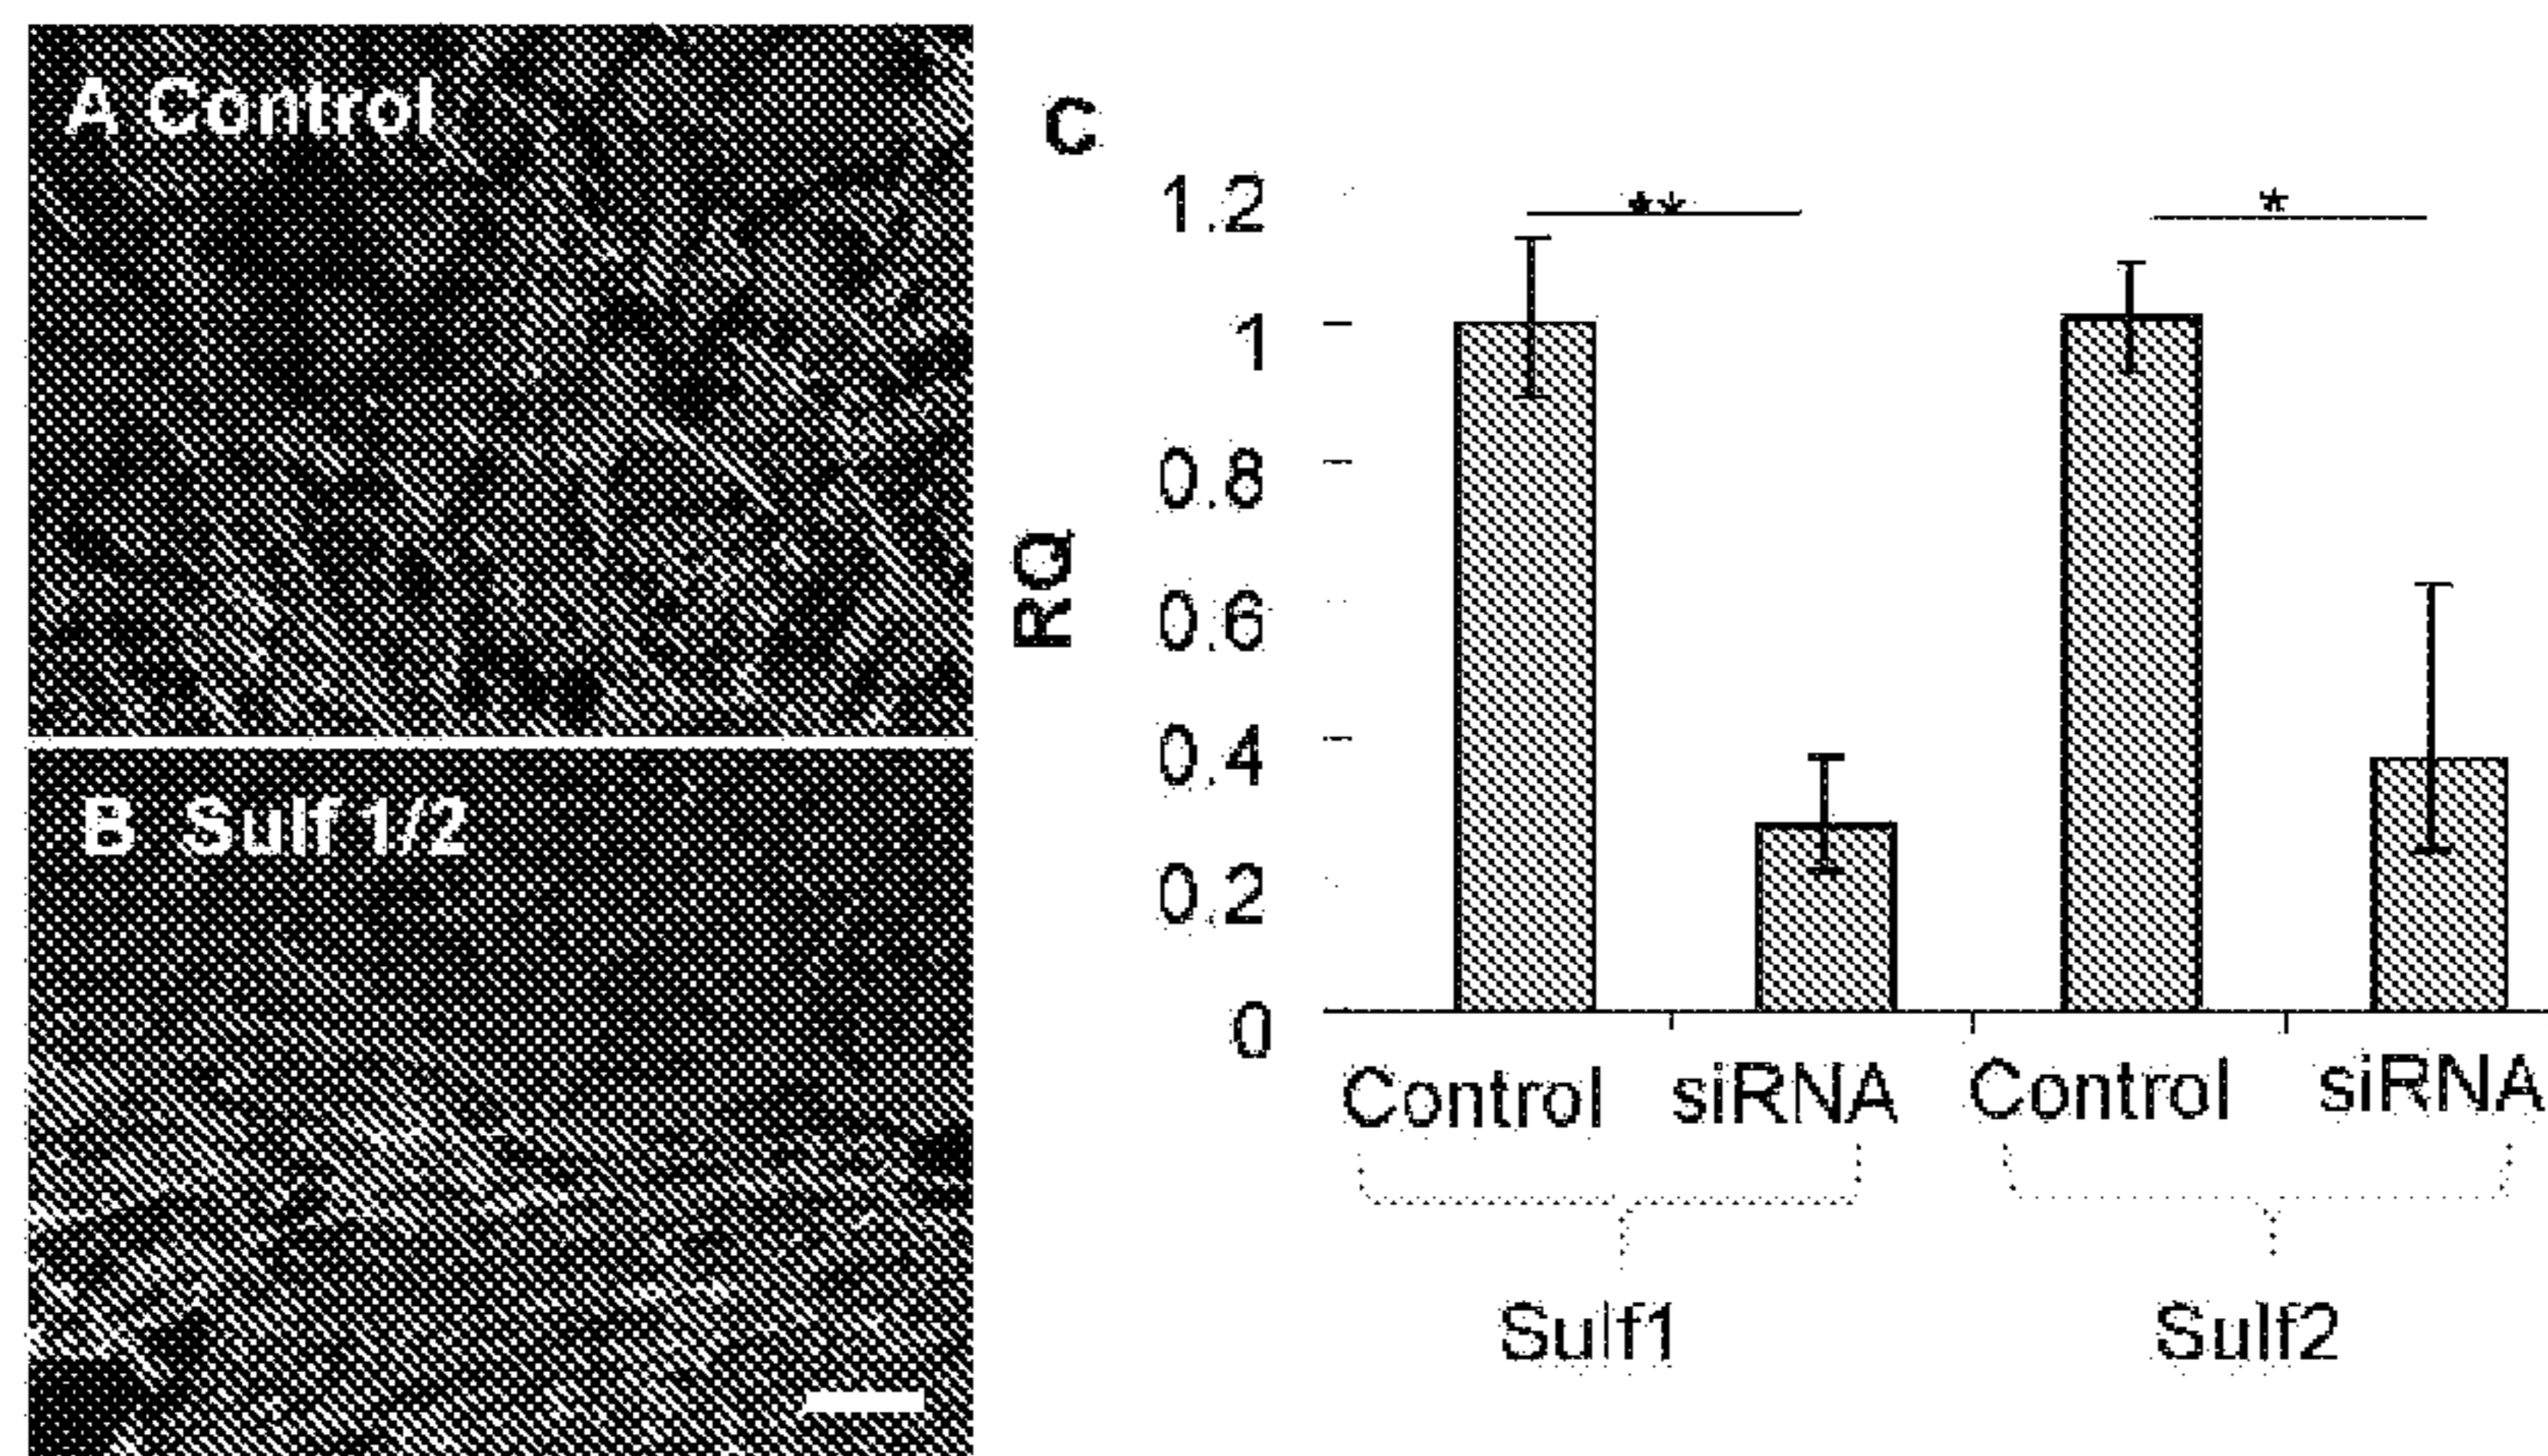 A Control
B Sulf 1/2
C
RQ
1.2
1
0.8
0.6
0.4
0.2
0
**
*
Control siRNA Control siRNA
Sulf1 Sulf2